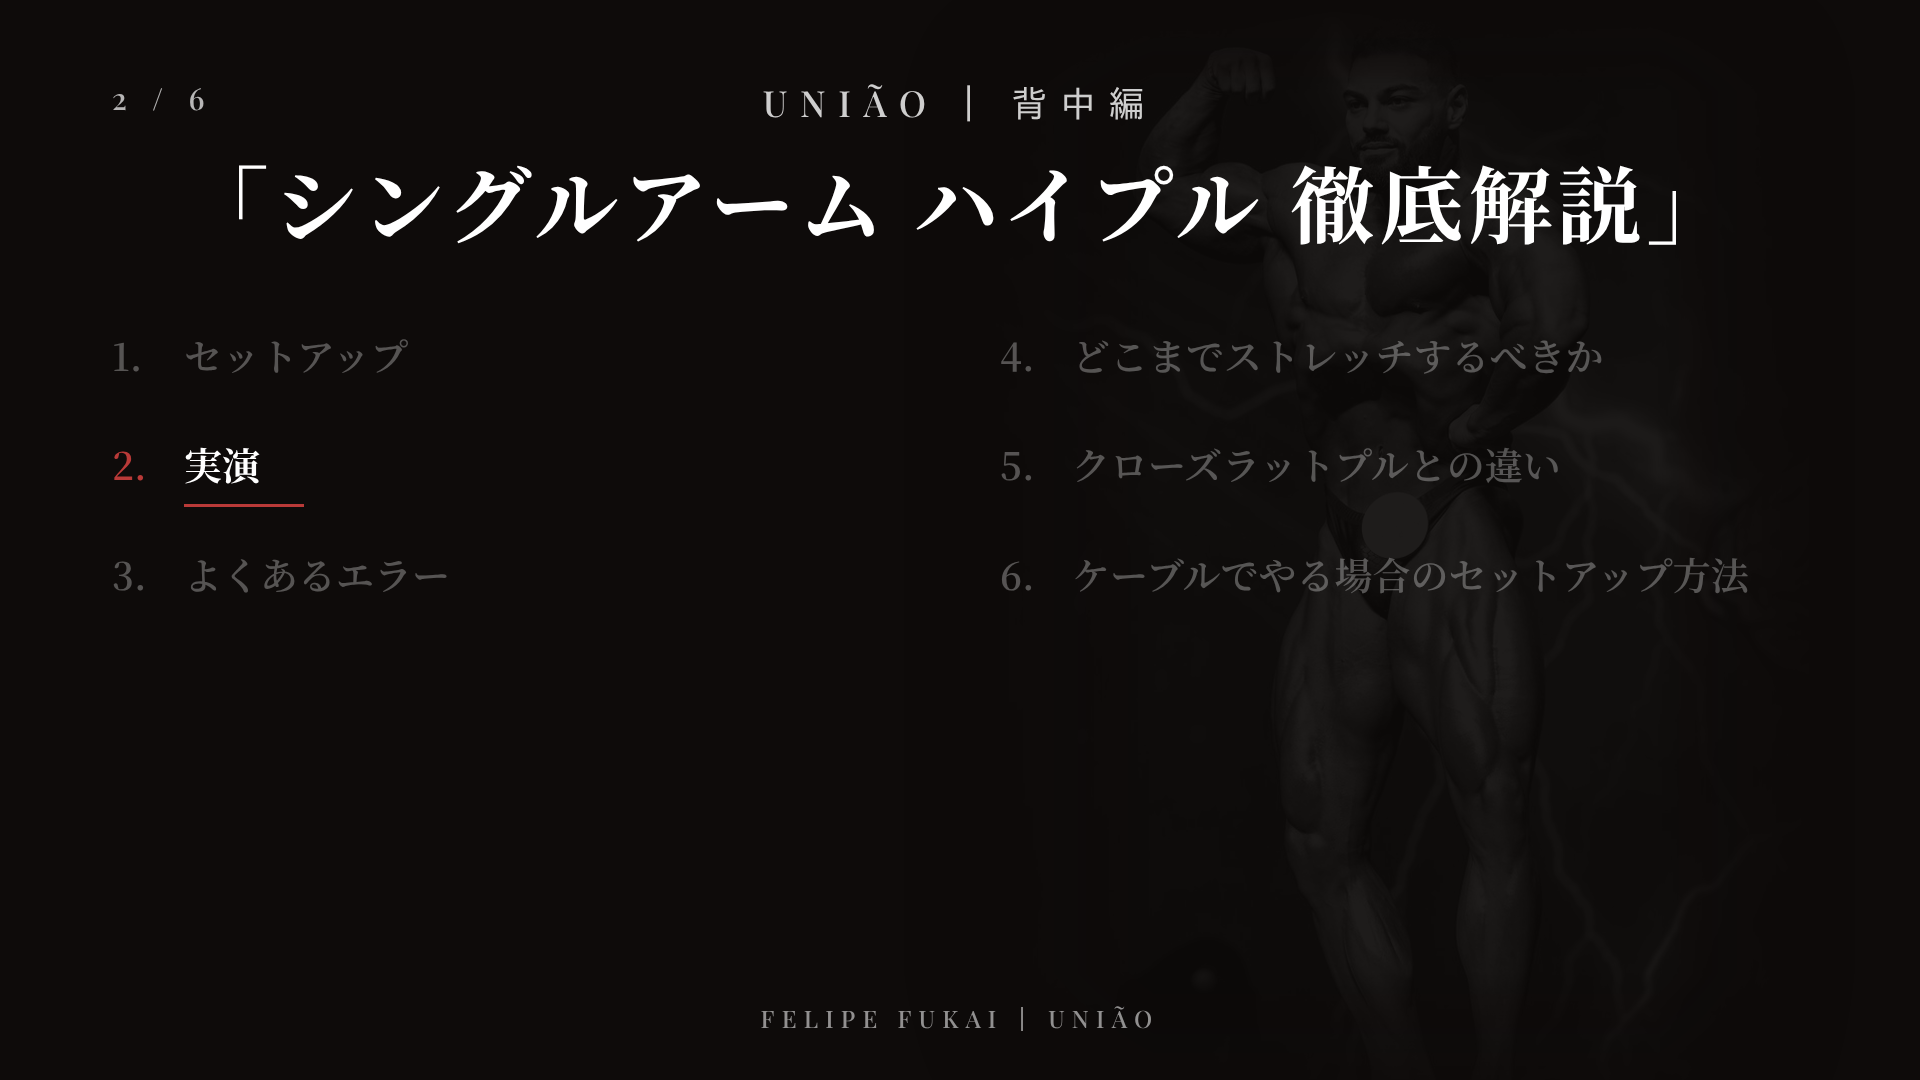 2 / 6
UNIÃO | 背中編
「シングルアーム ハイプル 徹底解説」
1. セットアップ
2. 実演
3. よくあるエラー
4. どこまでストレッチするべきか
5. クローズラットプルとの違い
6. ケーブルでやる場合のセットアップ方法
FELIPE FUKAI | UNIÃO